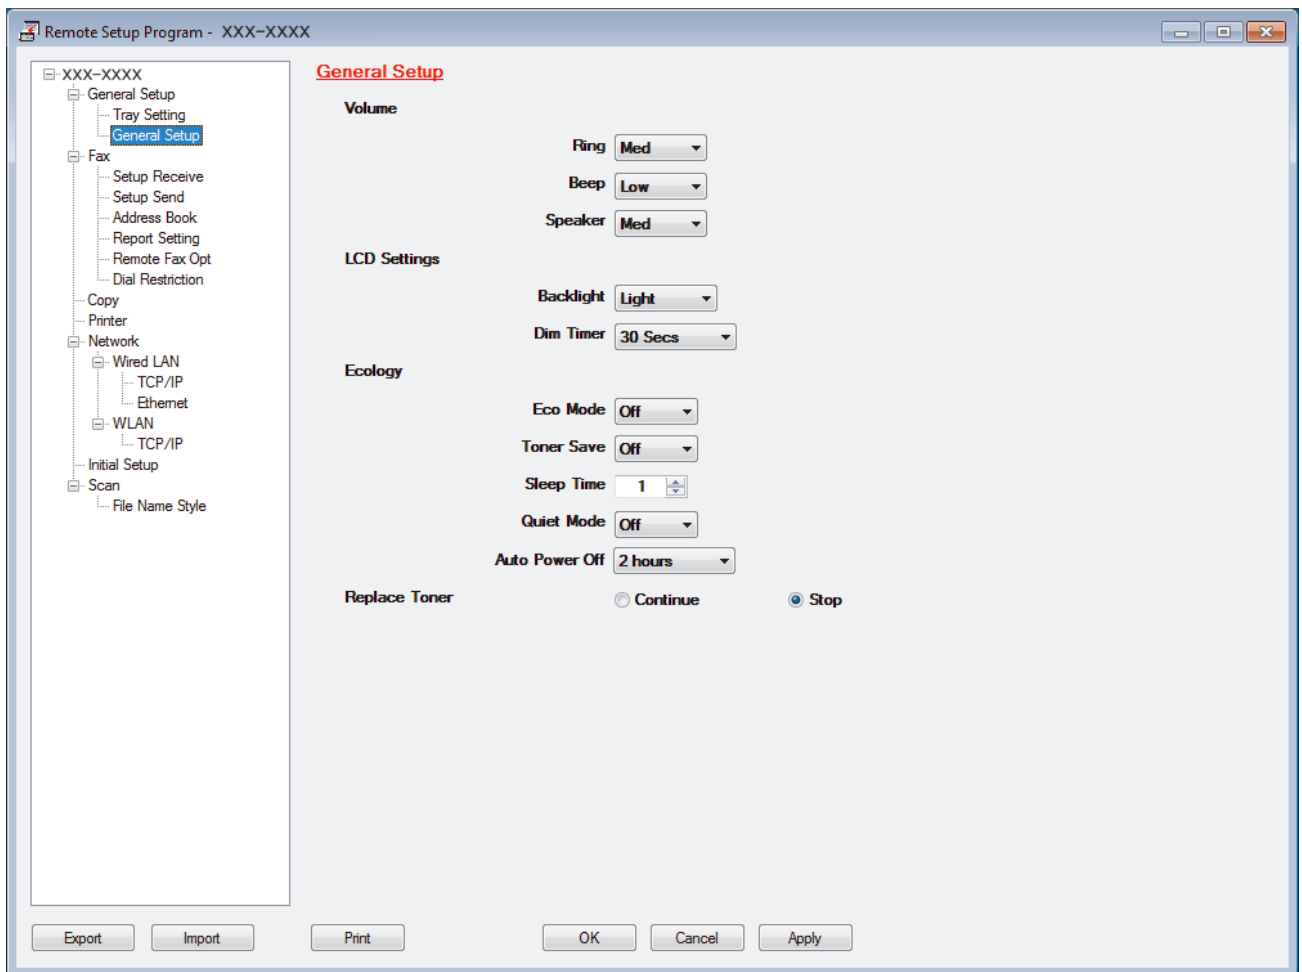 Remote Setup Program - XXX-XXXX
XXX-XXXX
General Setup
Tray Setting
General Setup
Fax
Setup Receive
Setup Send
Address Book
Report Setting
Remote Fax Opt
Dial Restriction
Copy
Printer
Network
Wired LAN
TCP/IP
Ethernet
WLAN
TCP/IP
Initial Setup
Scan
File Name Style
General Setup
Volume
Ring Med
Beep Low
Speaker Med
LCD Settings
Backlight Light
Dim Timer 30 Secs
Ecology
Eco Mode Off
Toner Save Off
Sleep Time 1
Quiet Mode Off
Auto Power Off 2 hours
Replace Toner Continue Stop
Export Import Print OK Cancel Apply